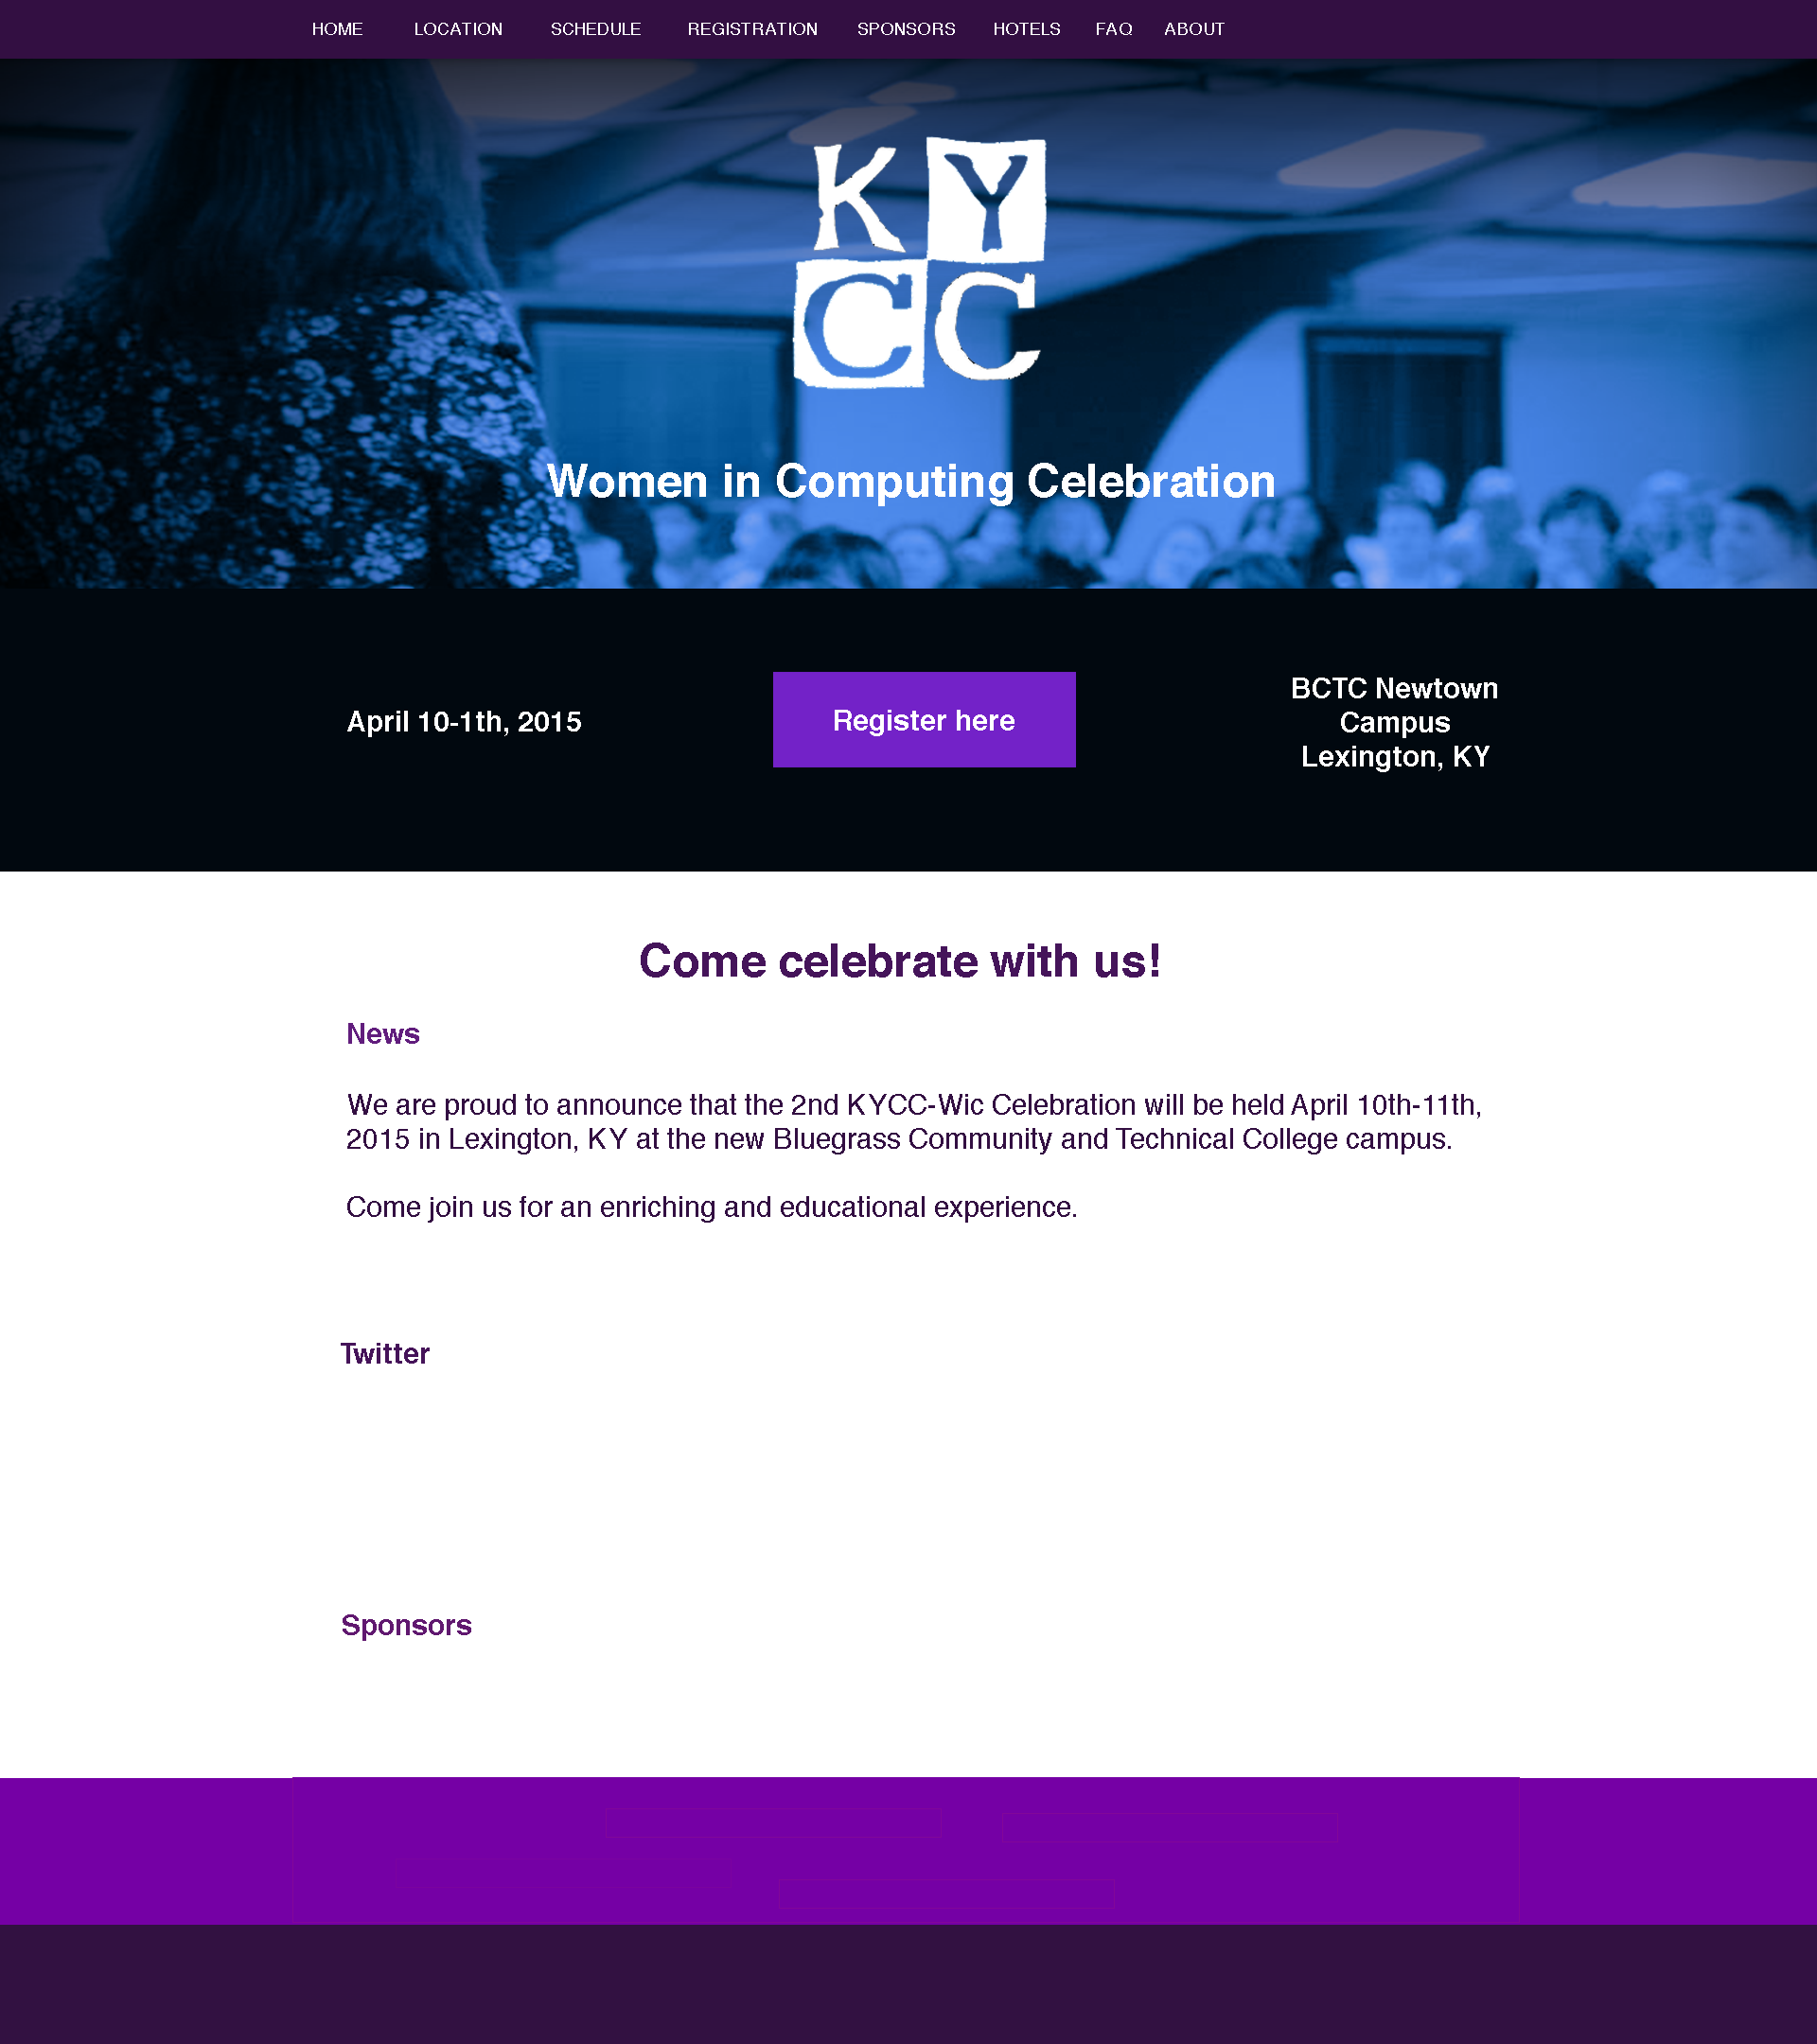 HOME LOCATION SCHEDULE REGISTRATION SPONSORS HOTELS FAQ ABOUT
K Y
C C
Women in Computing Celebration
April 10-1th, 2015
Register here
BCTC Newtown
Campus
Lexington, KY
Come celebrate with us!
News
We are proud to announce that the 2nd KYCC-Wic Celebration will be held April 10th-11th,
2015 in Lexington, KY at the new Bluegrass Community and Technical College campus.
Come join us for an enriching and educational experience.
Twitter
Sponsors